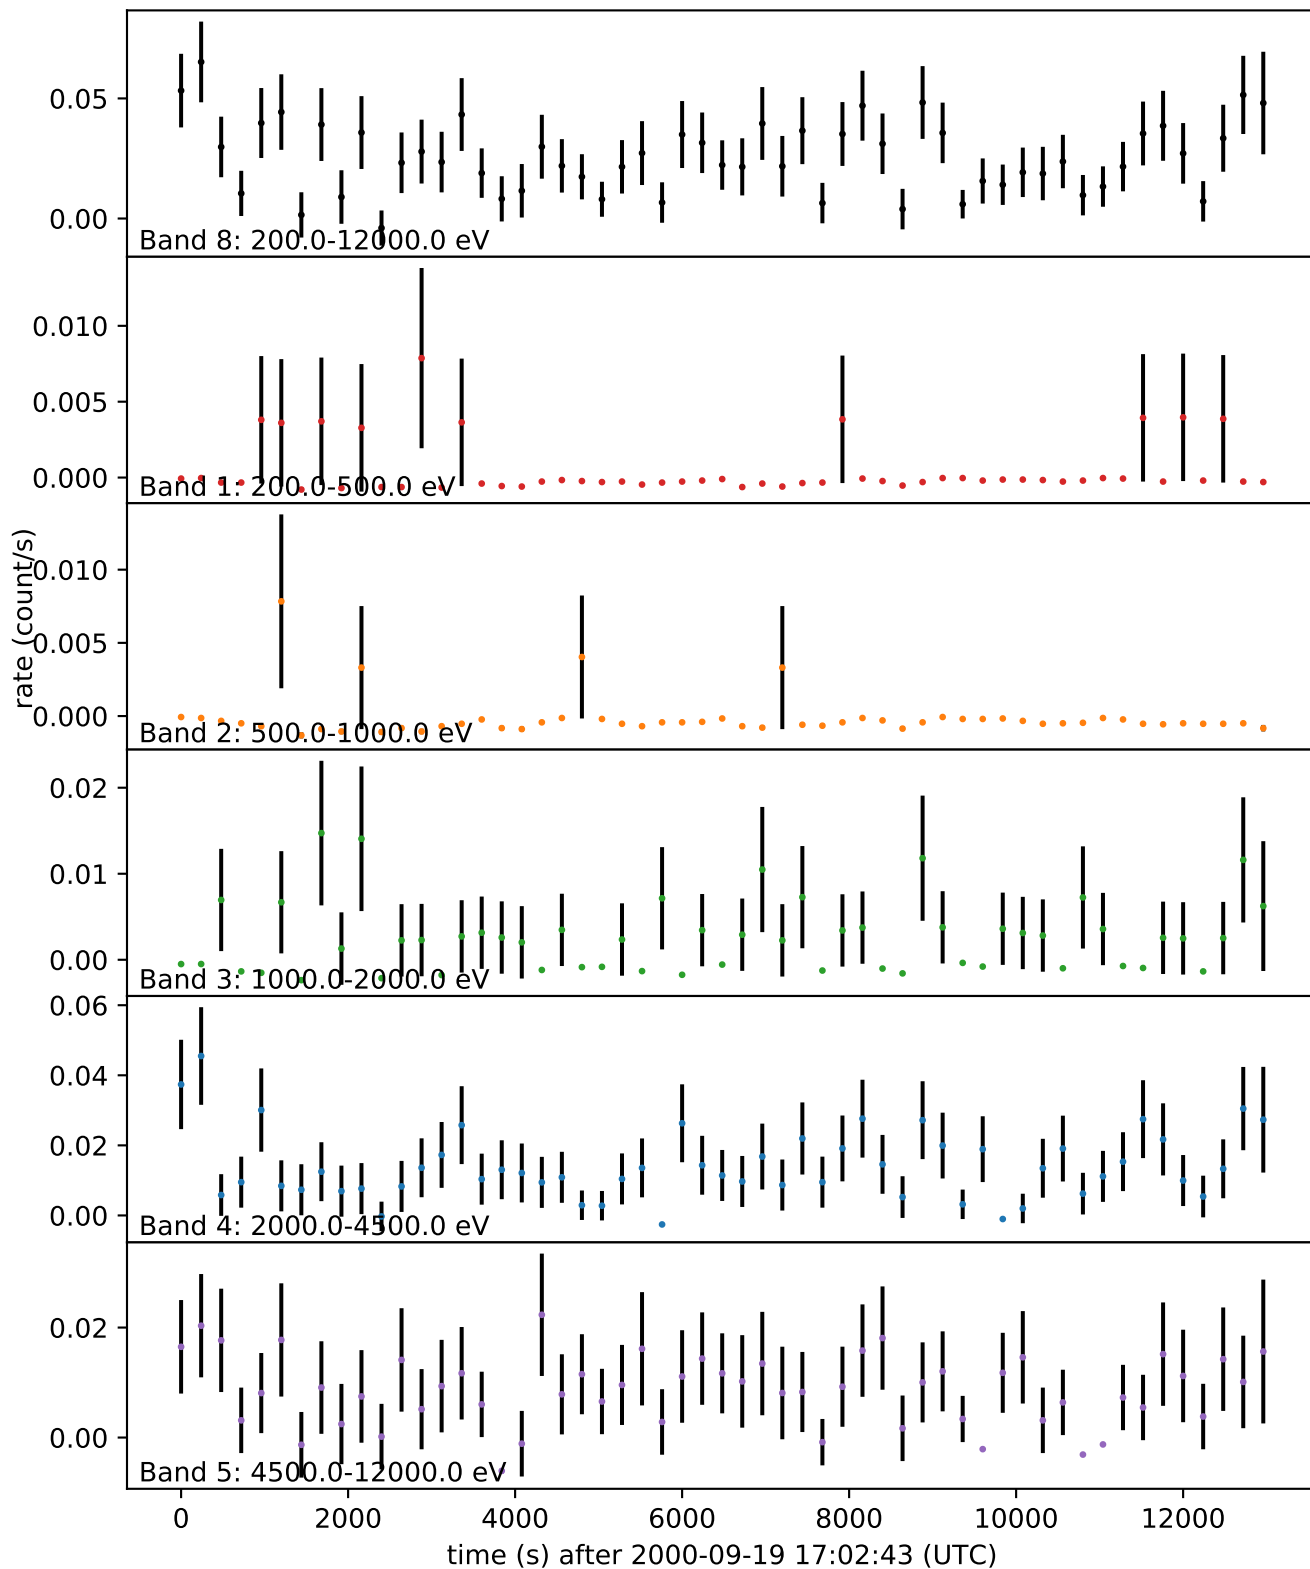 0.05
0.00
Band 8: 200.0-12000.0 eV
0.010
0.005
0.000
Band 1: 200.0-500.0 eV
rate (count/s)
0.010
0.005
0.000
Band 2: 500.0-1000.0 eV
0.02
0.01
0.00
Band 3: 1000.0-2000.0 eV
0.06
0.04
0.02
0.00
Band 4: 2000.0-4500.0 eV
0.02
0.00
Band 5: 4500.0-12000.0 eV
0 2000 4000 6000 8000 10000 12000
time (s) after 2000-09-19 17:02:43 (UTC)